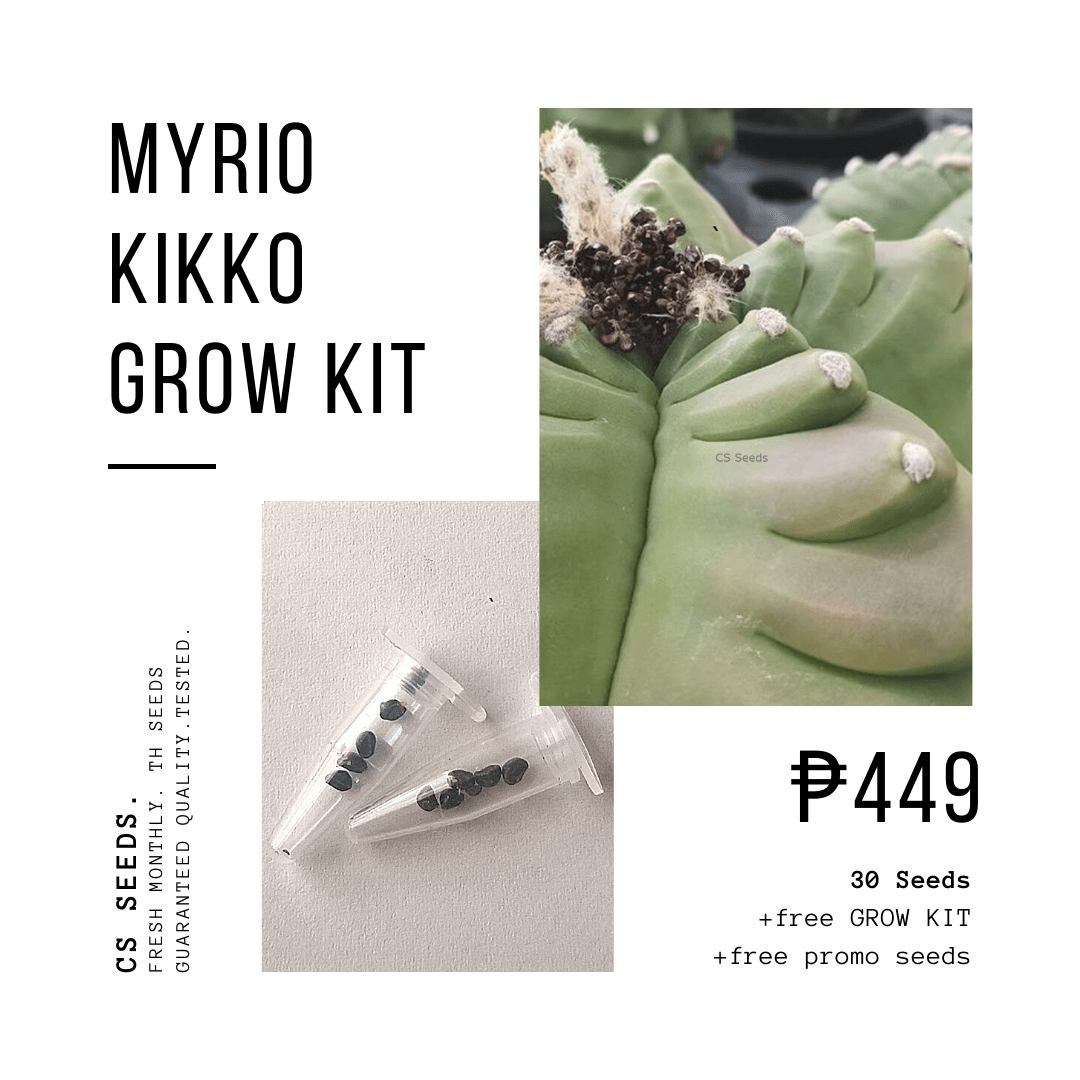 MYRIO
KIKKO
GROW KIT
CS Seeds
CS SEEDS.
FRESH MONTHLY. TH SEEDS
GUARANTEED QUALITY.TESTED.
₱449
30 Seeds
+free GROW KIT
+free promo seeds